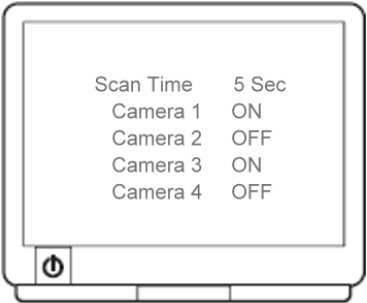 Scan Time 5 Sec
Camera 1 ON
Camera 2 OFF
Camera 3 ON
Camera 4 OFF